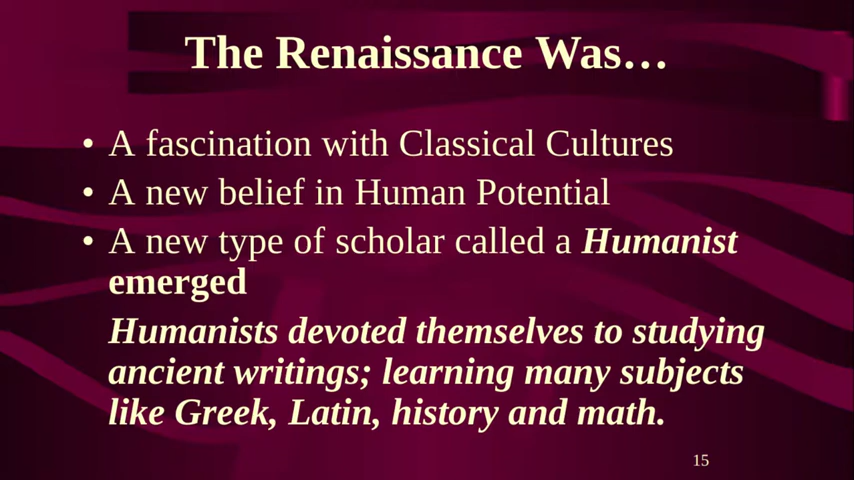 The Renaissance Was…
• A fascination with Classical Cultures
• A new belief in Human Potential
• A new type of scholar called a Humanist
emerged
Humanists devoted themselves to studying
ancient writings; learning many subjects
like Greek, Latin, history and math.
15